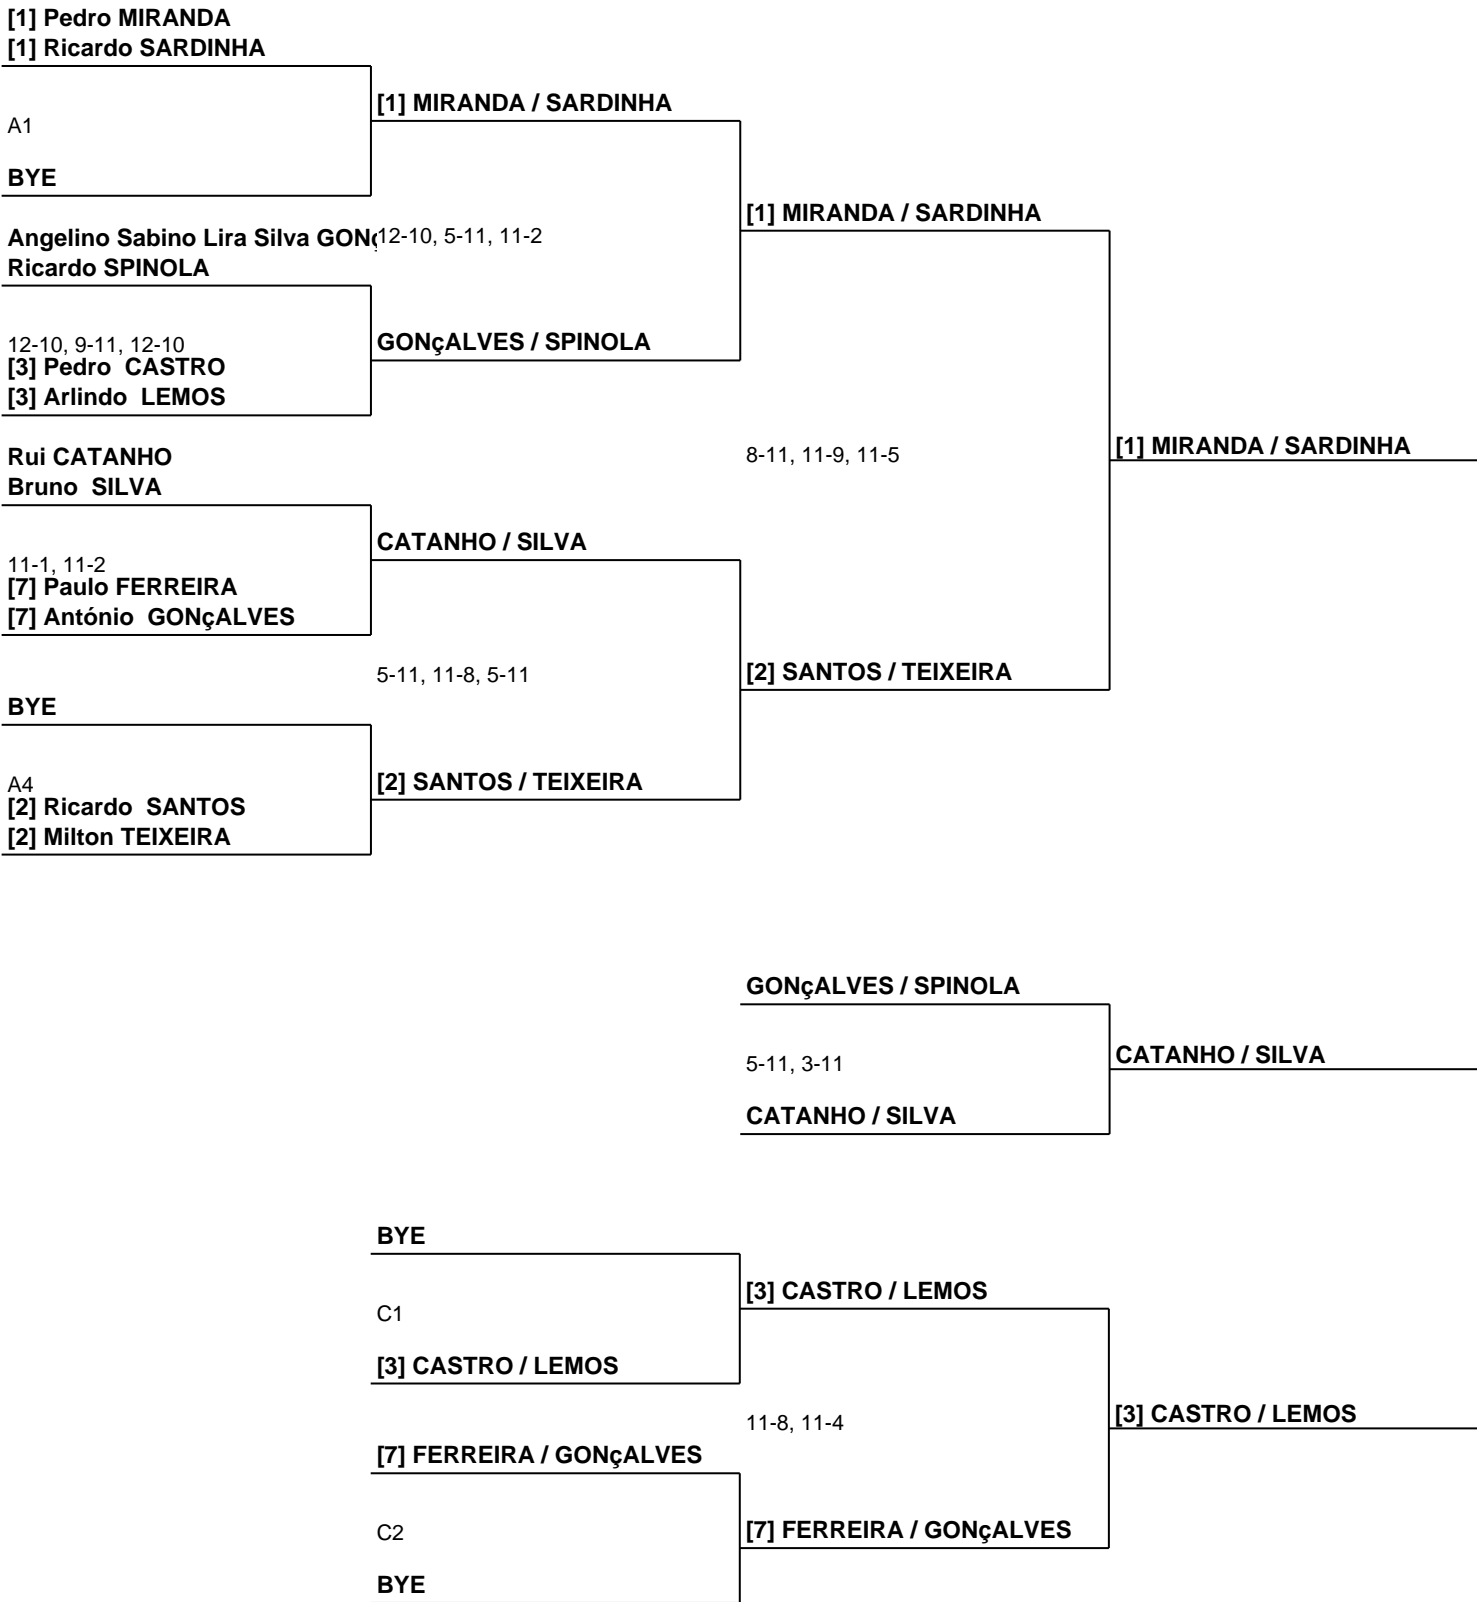 [1] Pedro MIRANDA
[1] Ricardo SARDINHA
[1] MIRANDA / SARDINHA
A1
BYE
[1] MIRANDA / SARDINHA
Angelino Sabino Lira Silva GONç
12-10, 5-11, 11-2
Ricardo SPINOLA
12-10, 9-11, 12-10
GONçALVES / SPINOLA
[3] Pedro  CASTRO
[3] Arlindo  LEMOS
[1] MIRANDA / SARDINHA
Rui CATANHO
8-11, 11-9, 11-5
Bruno  SILVA
CATANHO / SILVA
11-1, 11-2
[7] Paulo FERREIRA
[7] António  GONçALVES
5-11, 11-8, 5-11
[2] SANTOS / TEIXEIRA
BYE
A4
[2] SANTOS / TEIXEIRA
[2] Ricardo  SANTOS
[2] Milton TEIXEIRA
GONçALVES / SPINOLA
5-11, 3-11
CATANHO / SILVA
CATANHO / SILVA
BYE
[3] CASTRO / LEMOS
C1
[3] CASTRO / LEMOS
11-8, 11-4
[3] CASTRO / LEMOS
[7] FERREIRA / GONçALVES
C2
[7] FERREIRA / GONçALVES
BYE